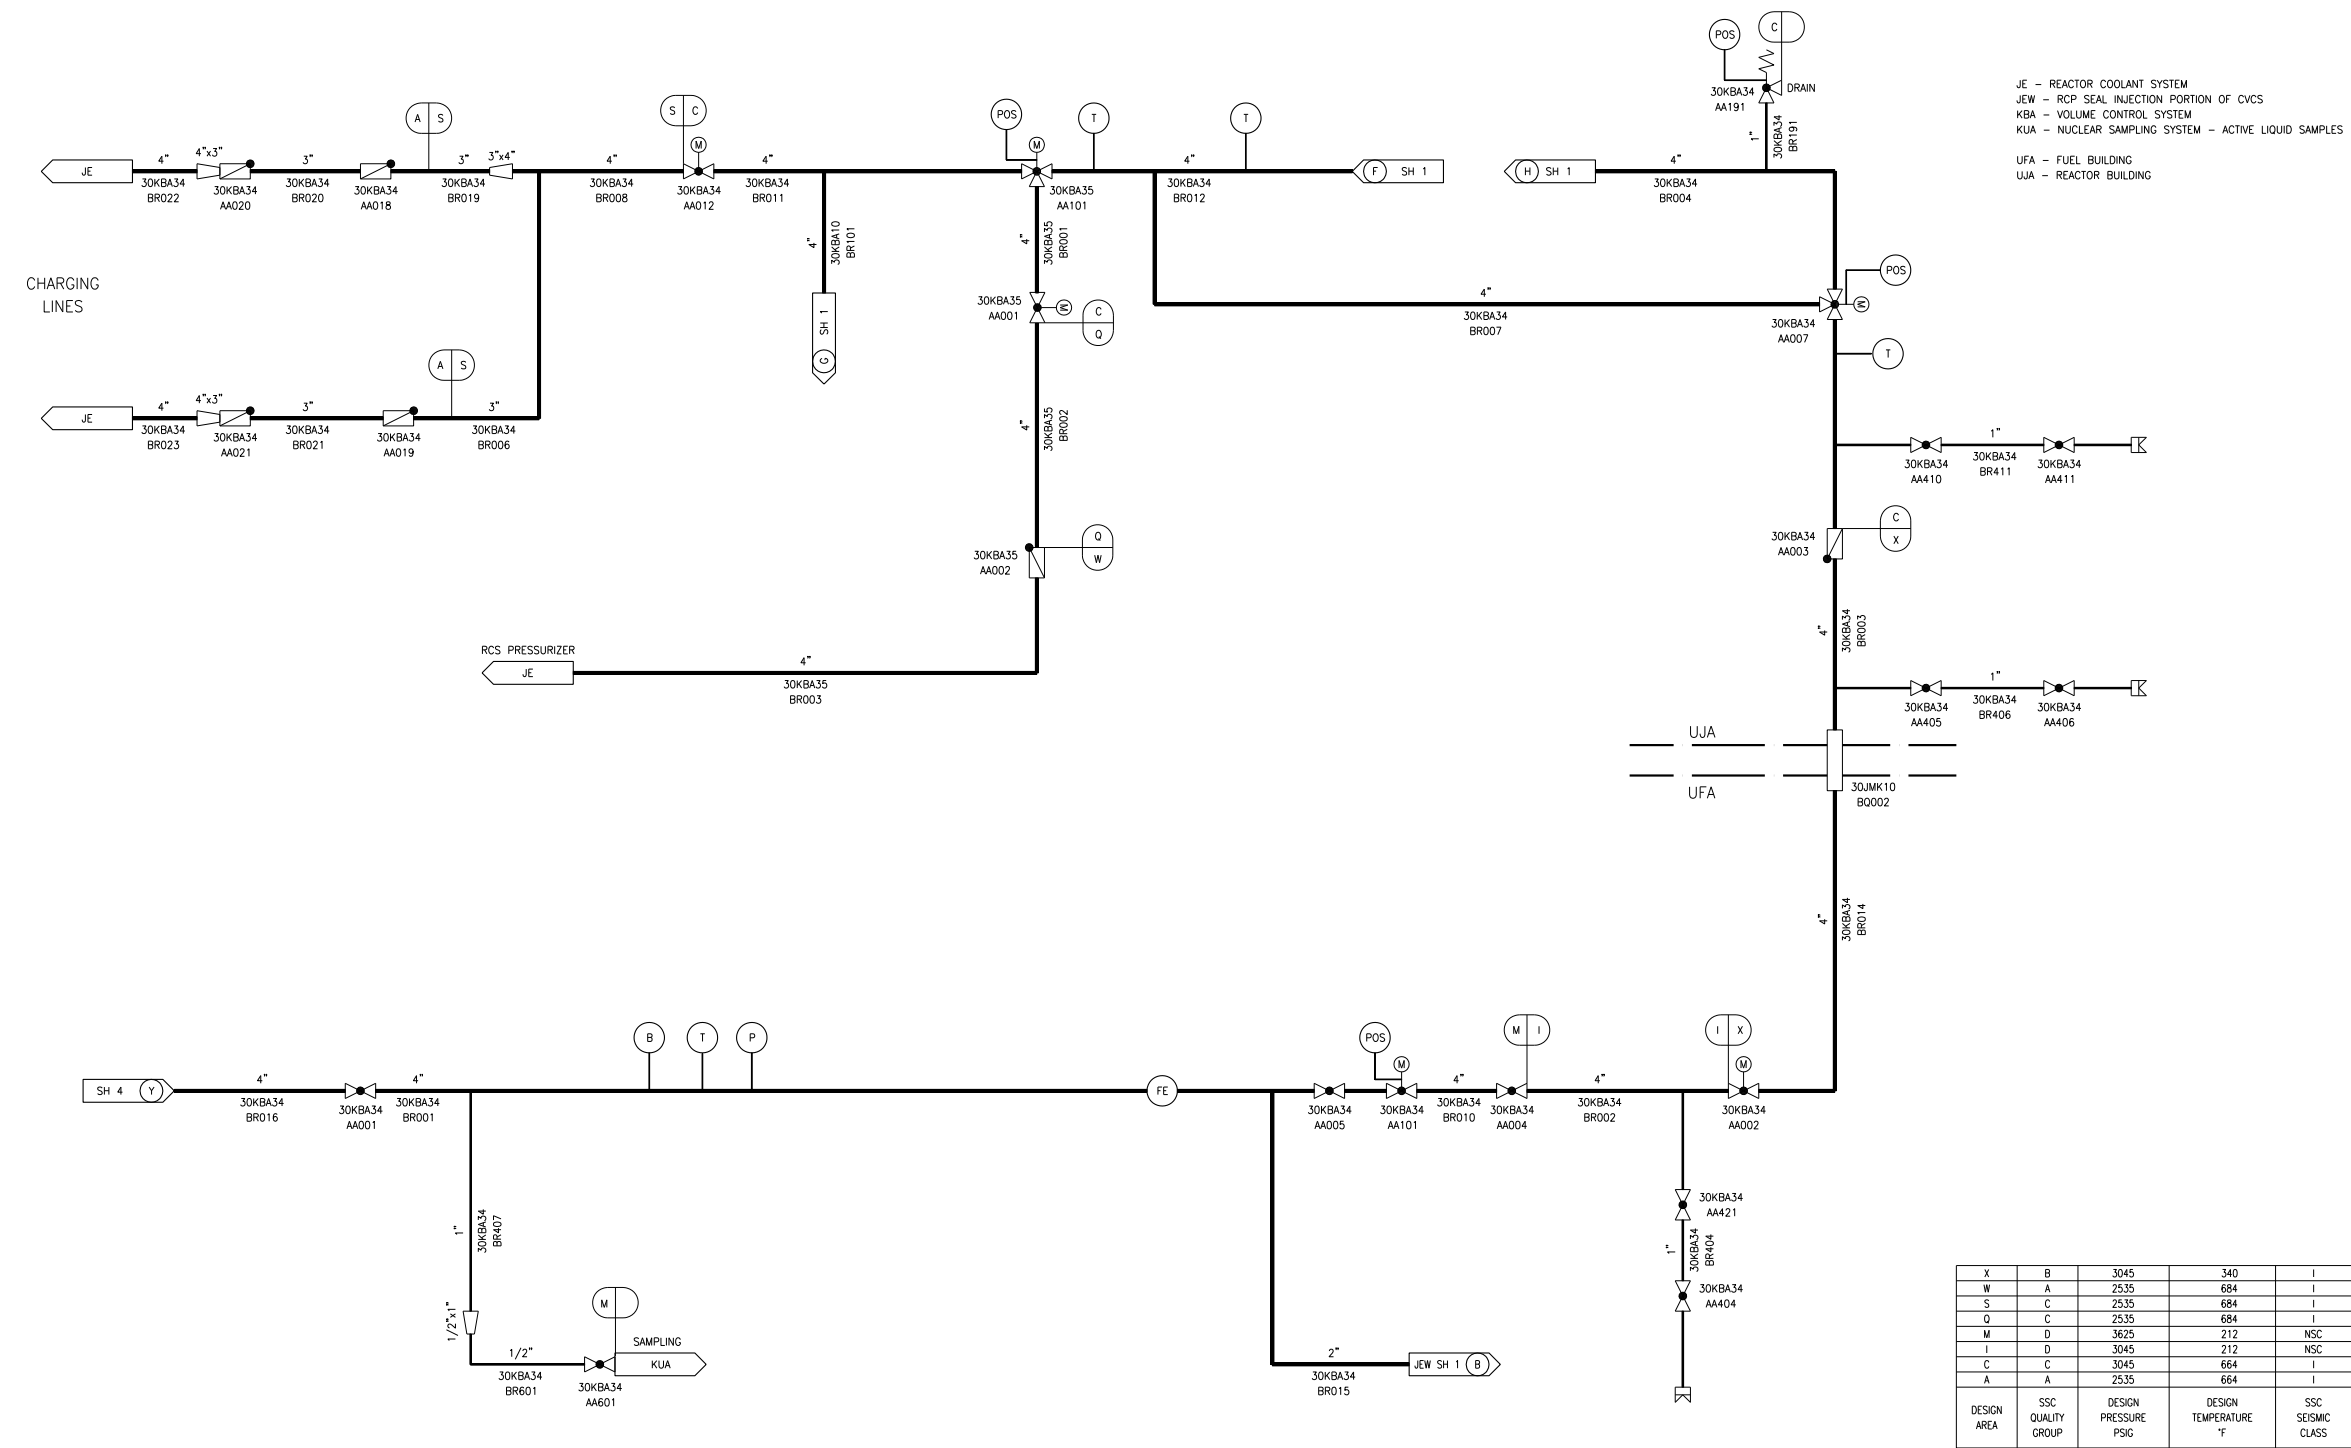 POS
C
DRAIN
30KBA34
AA191
1"
30KBA34
BR191
JE – REACTOR COOLANT SYSTEM
JEW – RCP SEAL INJECTION PORTION OF CVCS
KBA – VOLUME CONTROL SYSTEM
KUA – NUCLEAR SAMPLING SYSTEM – ACTIVE LIQUID SAMPLES
UFA – FUEL BUILDING
UJA – REACTOR BUILDING
JE
4"
30KBA34
BR022
4"x3"
30KBA34
AA020
3"
30KBA34
BR020
30KBA34
AA018
A S
3"
30KBA34
BR019
3"x4"
4"
30KBA34
BR008
S C
M
30KBA34
AA012
4"
30KBA34
BR011
4"
30KBA10
BR101
SH 1
G
POS
M
30KBA35
AA101
T
4"
30KBA34
BR012
T
F SH 1
H SH 1
4"
30KBA34
BR004
4"
30KBA35
BR001
CHARGING
LINES
30KBA35
AA001
M
C
Q
4"
30KBA34
BR007
POS
M
30KBA34
AA007
T
JE
4"
30KBA34
BR023
4"x3"
30KBA34
AA021
3"
30KBA34
BR021
30KBA34
AA019
A S
3"
30KBA34
BR006
4"
30KBA35
BR002
30KBA34
AA410
1"
30KBA34
BR411
30KBA34
AA411
30KBA35
AA002
Q
W
30KBA34
AA003
C
X
4"
30KBA34
BR003
RCS PRESSURIZER
JE
4"
30KBA35
BR003
30KBA34
AA405
1"
30KBA34
BR406
30KBA34
AA406
UJA
UFA
30JMK10
BQ002
4"
30KBA34
BR014
SH 4 Y
4"
30KBA34
BR016
30KBA34
AA001
4"
30KBA34
BR001
B
T
P
FE
30KBA34
AA005
POS
M
30KBA34
AA101
4"
30KBA34
BR010
M I
30KBA34
AA004
4"
30KBA34
BR002
I X
M
30KBA34
AA002
1"
30KBA34
BR407
1/2"x1"
1/2"
30KBA34
BR601
M
30KBA34
AA601
SAMPLING
KUA
2"
30KBA34
BR015
JEW SH 1 B
30KBA34
AA421
1"
30KBA34
BR404
30KBA34
AA404
X B 3045 340 I
W A 2535 684 I
S C 2535 684 I
Q C 2535 684 I
M D 3625 212 NSC
I D 3045 212 NSC
C C 3045 664 I
A A 2535 664 I
DESIGN AREA
SSC QUALITY GROUP
DESIGN PRESSURE PSIG
DESIGN TEMPERATURE °F
SSC SEISMIC CLASS